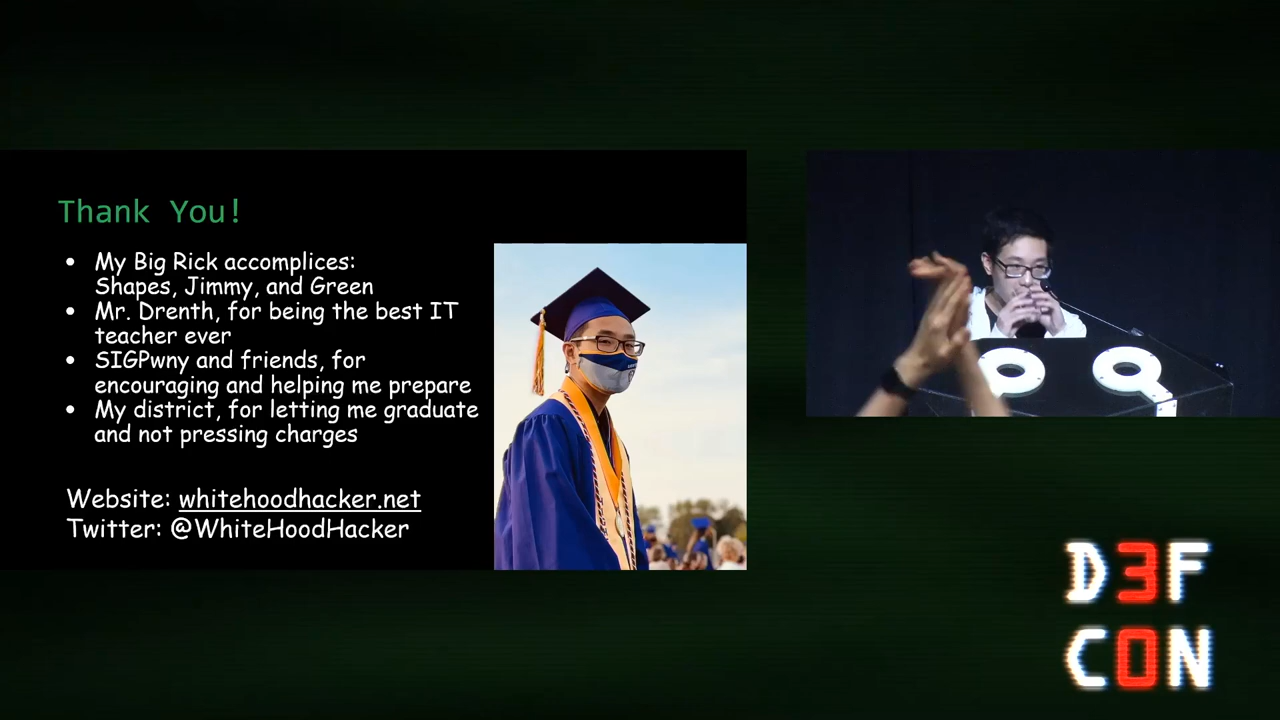 Thank You!
• My Big Rick accomplices:
Shapes, Jimmy, and Green
• Mr. Drenth, for being the best IT
teacher ever
• SIGPwny and friends, for
encouraging and helping me prepare
• My district, for letting me graduate
and not pressing charges
Website: whitehoodhacker.net
Twitter: @WhiteHoodHacker
D3F
C0N